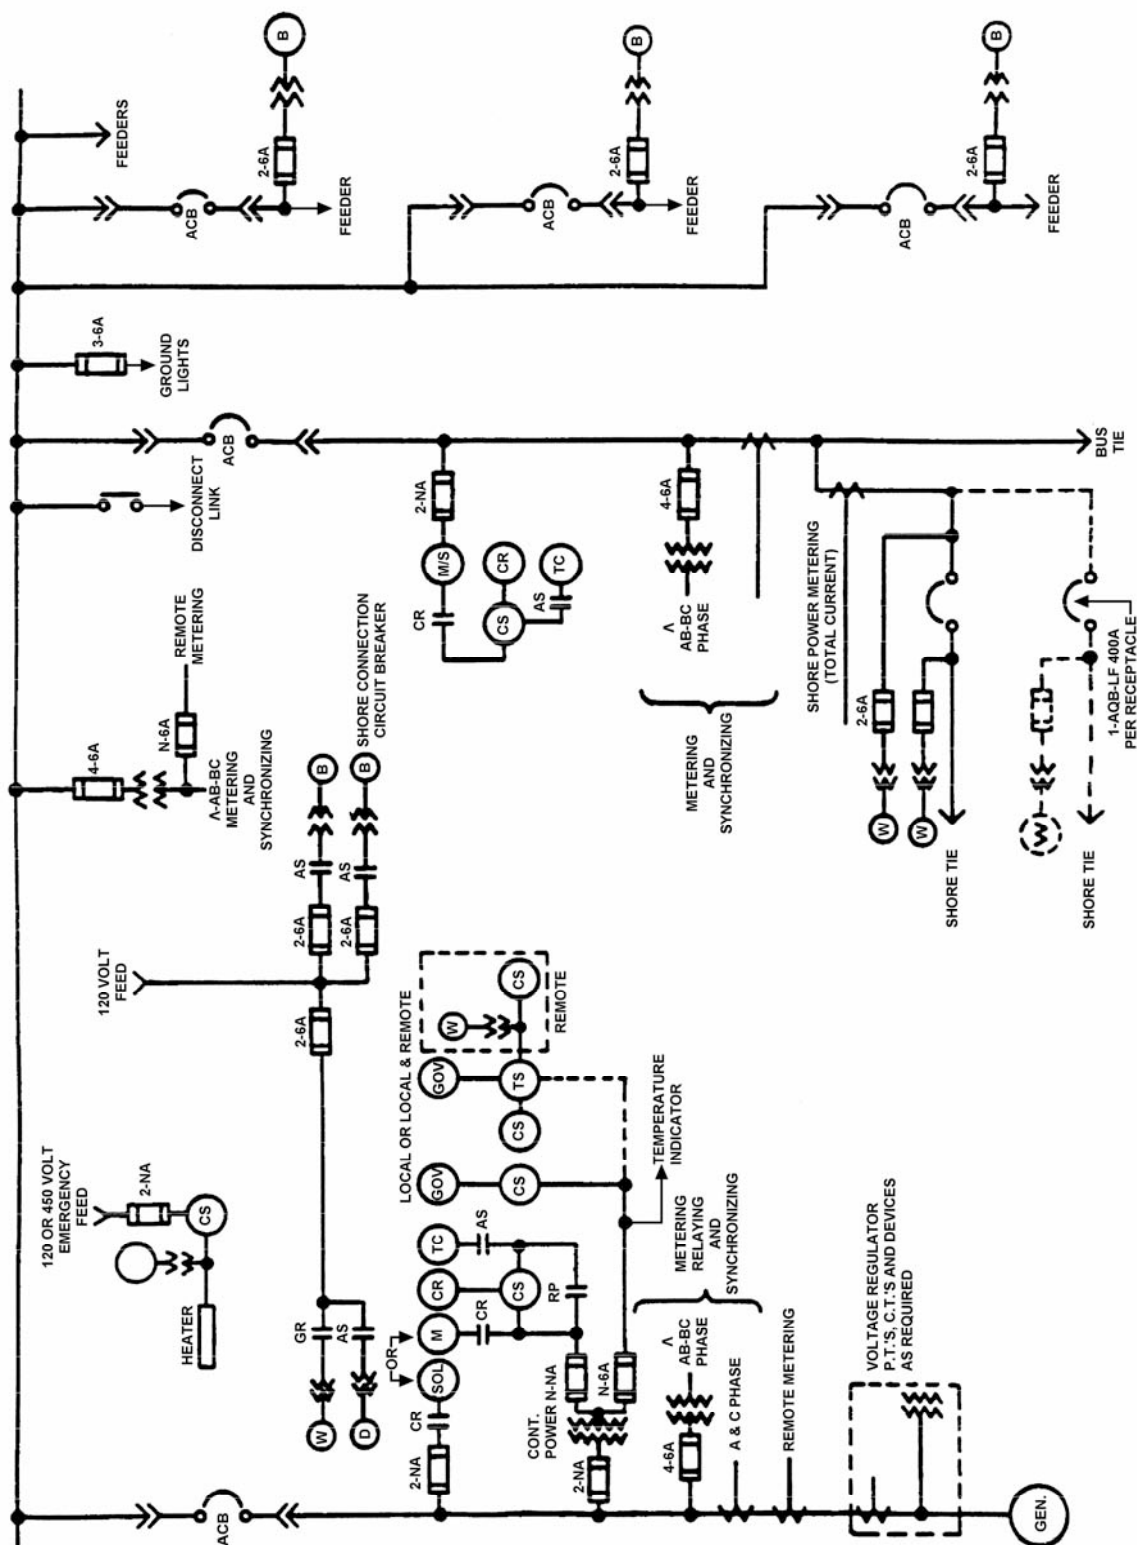 B
B
B
FEEDERS
2-6A
2-6A
2-6A
ACB
FEEDER
ACB
FEEDER
ACB
FEEDER
3-6A
GROUND
LIGHTS
ACB
BUS
TIE
DISCONNECT
LINK
2-NA
M/S
CR
CR
CS
AS
TC
4-6A
Λ
AB-BC
PHASE
METERING
AND
SYNCHRONIZING
SHORE POWER METERING
(TOTAL CURRENT)
2-6A
W
W
SHORE TIE
W
SHORE TIE
1-AQB-LF 400A
PER RECEPTACLE
REMOTE
METERING
N-6A
4-6A
Λ-AB-BC
METERING
AND
SYNCHRONIZING
SHORE CONNECTION
CIRCUIT BREAKER
B
B
AS
AS
2-6A
2-6A
120 VOLT
FEED
2-6A
GR
AS
W
D
120 OR 450 VOLT
EMERGENCY
FEED
2-NA
CS
HEATER
LOCAL OR LOCAL & REMOTE
REMOTE
W
CS
GOV
TS
CS
GOV
CS
TEMPERATURE
INDICATOR
TC
AS
CR
CS
RP
M
CR
OR
SOL
CR
2-NA
CONT.
POWER N-NA
N-6A
2-NA
METERING
RELAYING
AND
SYNCHRONIZING
Λ
AB-BC
PHASE
4-6A
A & C PHASE
REMOTE METERING
VOLTAGE REGULATOR
P.T.'S, C.T.'S AND DEVICES
AS REQUIRED
ACB
GEN.